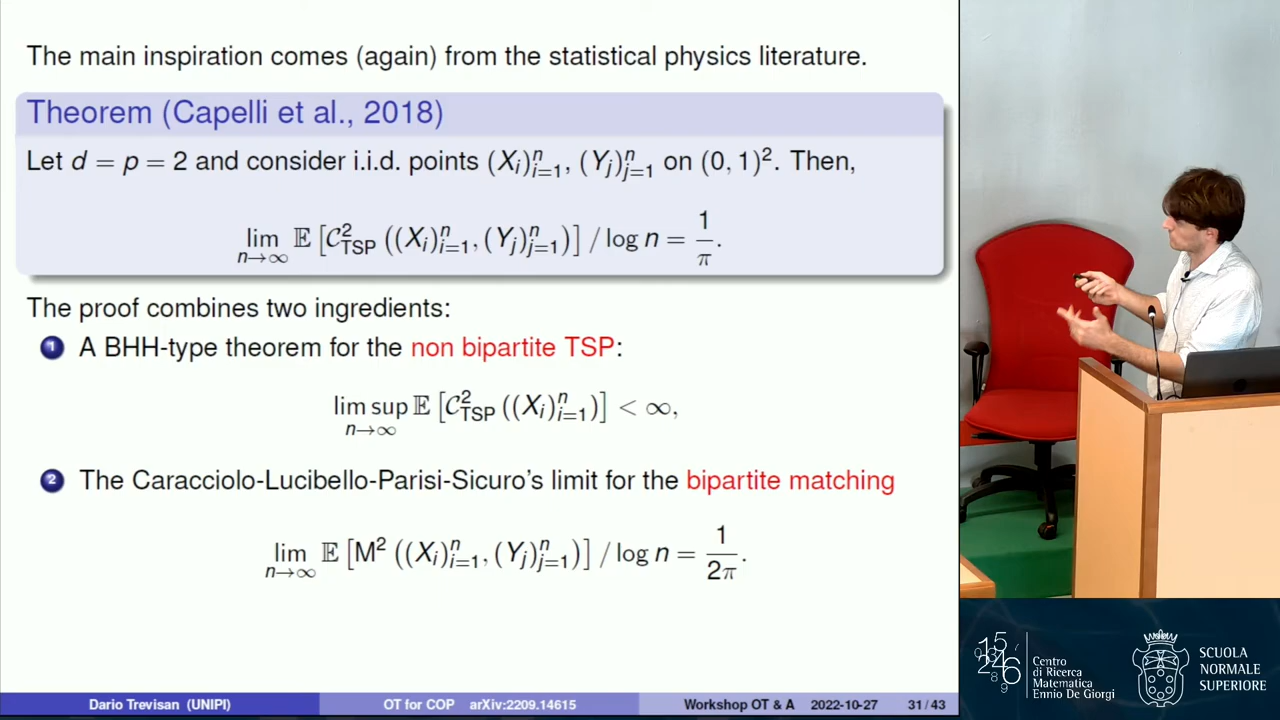 The main inspiration comes (again) from the statistical physics literature.
Theorem (Capelli et al., 2018)
Let d = p = 2 and consider i.i.d. points (X_i)_{i=1}^n, (Y_j)_{j=1}^n on (0, 1)^2. Then,
lim_{n→∞} 𝔼 [𝒞^2_{TSP} ((X_i)_{i=1}^n, (Y_j)_{j=1}^n)] / log n = 1/π.
The proof combines two ingredients:
1 A BHH-type theorem for the non bipartite TSP:
lim sup_{n→∞} 𝔼 [𝒞^2_{TSP} ((X_i)_{i=1}^n)] < ∞,
2 The Caracciolo-Lucibello-Parisi-Sicuro's limit for the bipartite matching
lim_{n→∞} 𝔼 [M^2 ((X_i)_{i=1}^n, (Y_j)_{j=1}^n)] / log n = 1/2π.
Dario Trevisan (UNIPI) OT for COP arXiv:2209.14615 Workshop OT & A 2022-10-27 31 / 43
Centro
di Ricerca
Matematica
Ennio De Giorgi
SCUOLA
NORMALE
SUPERIORE